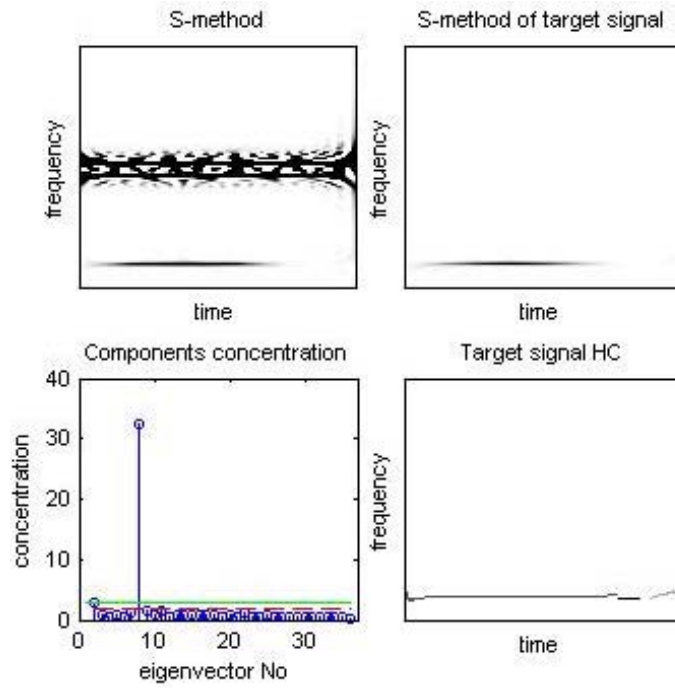 S-method
frequency
time
S-method of target signal
frequency
time
Components concentration
40
30
20
10
0
concentration
0 10 20 30
eigenvector No
Target signal HC
frequency
time